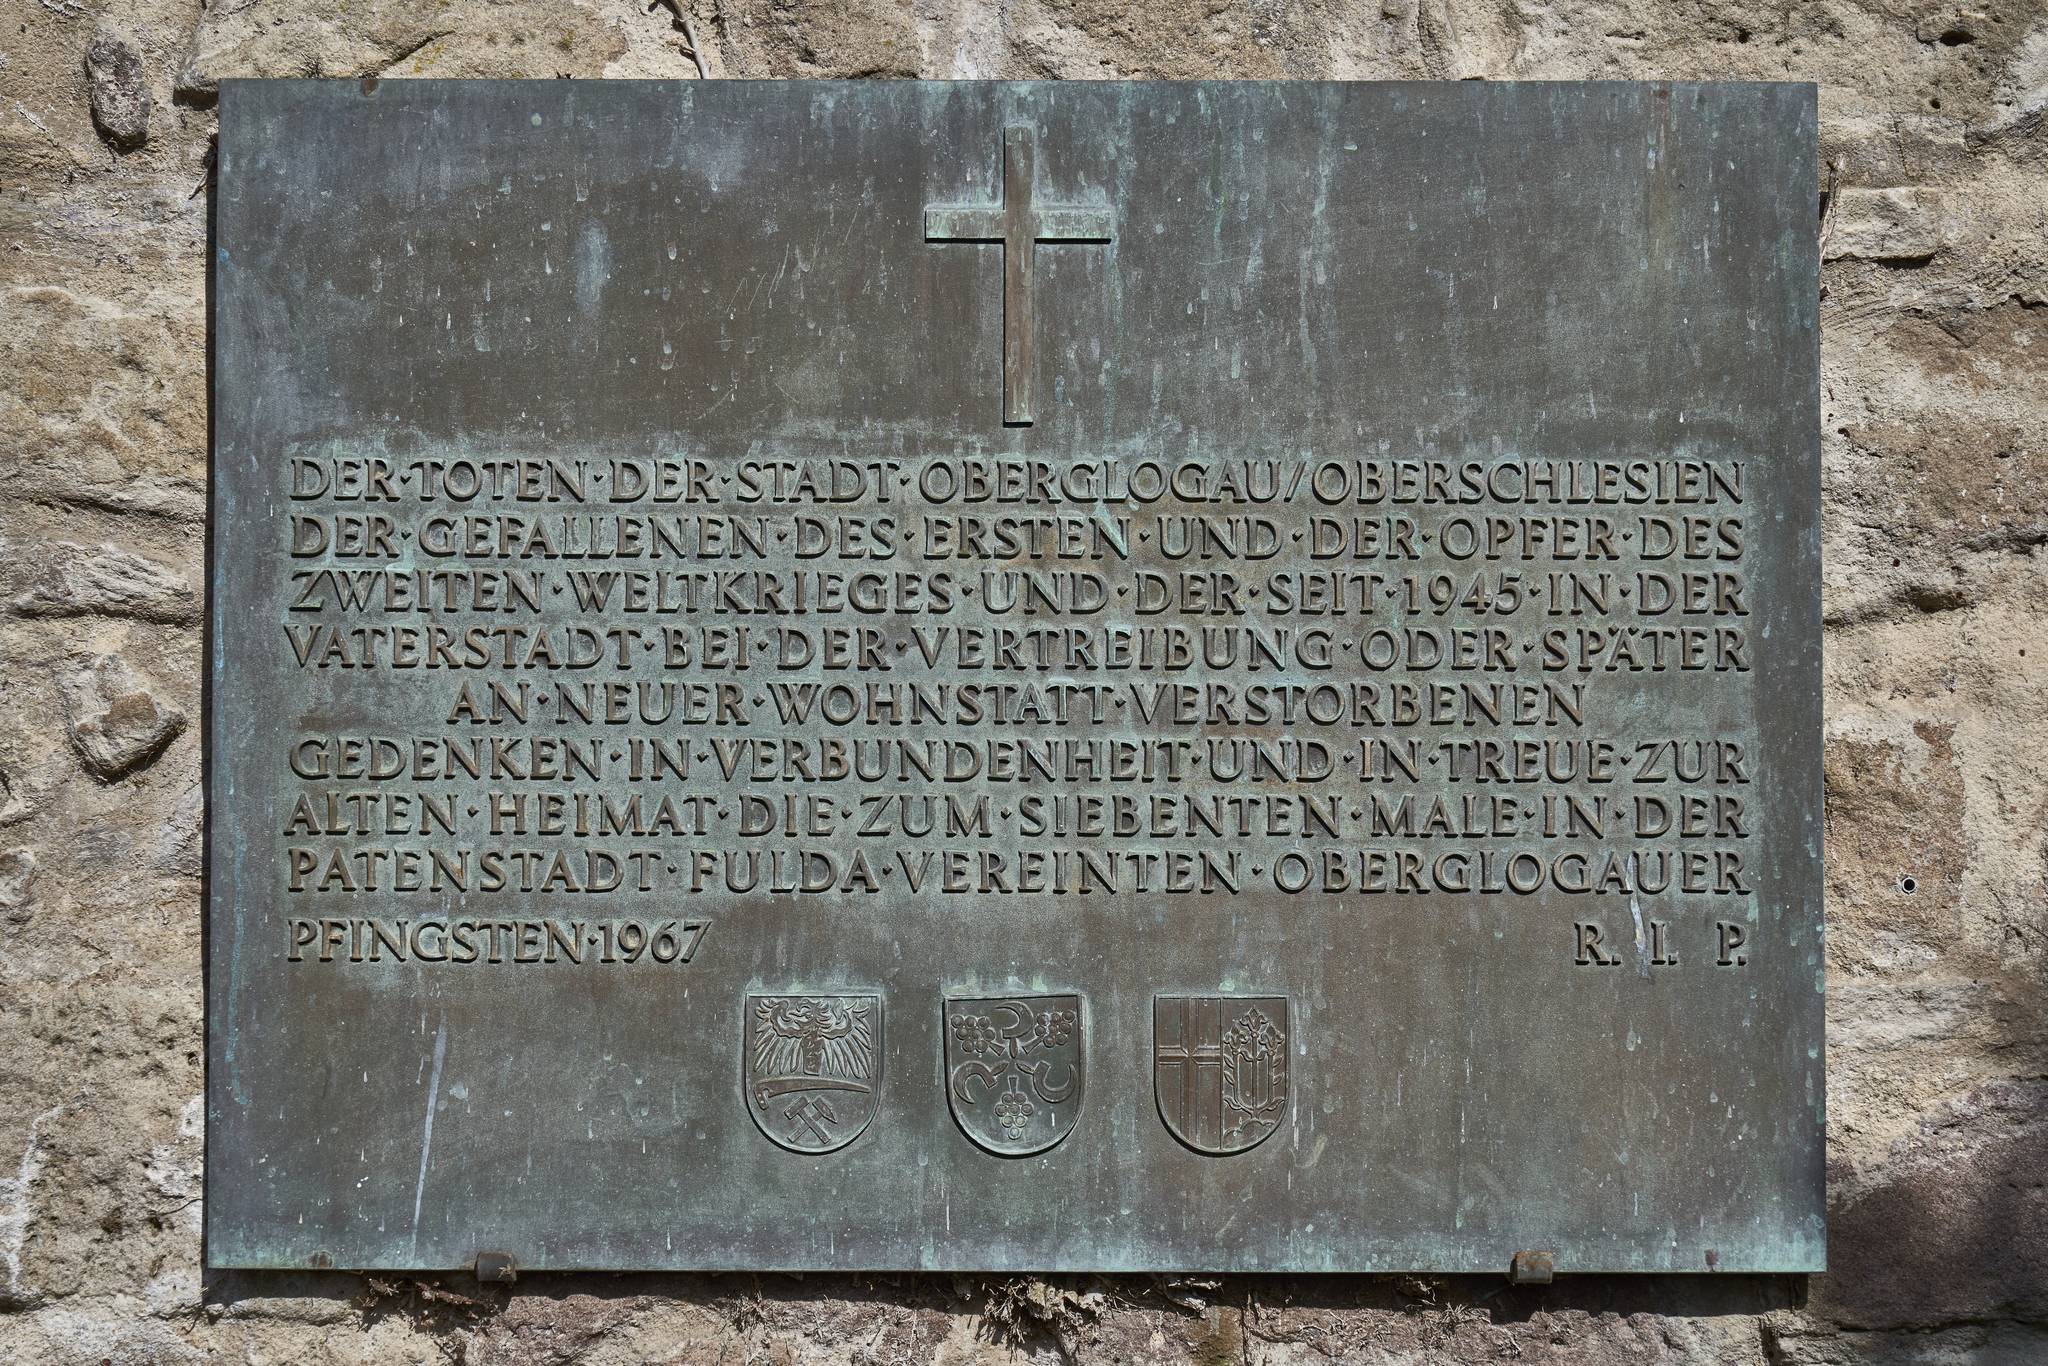 DER·TOTEN·DER·STADT·OBERGLOGAU/OBERSCHLESIEN
DER·GEFALLENEN·DES·ERSTEN·UND·DER·OPFER·DES
ZWEITEN·WELTKRIEGES·UND·DER·SEIT·1945·IN·DER
VATERSTADT·BEI·DER·VERTREIBUNG·ODER·SPÄTER
AN·NEUER·WOHNSTATT·VERSTORBENEN
GEDENKEN·IN·VERBUNDENHEIT·UND·IN·TREUE·ZUR
ALTEN·HEIMAT·DIE·ZUM·SIEBENTEN·MALE·IN·DER
PATENSTADT·FULDA·VEREINTEN·OBERGLOGAUER
PFINGSTEN·1967 R. I. P.